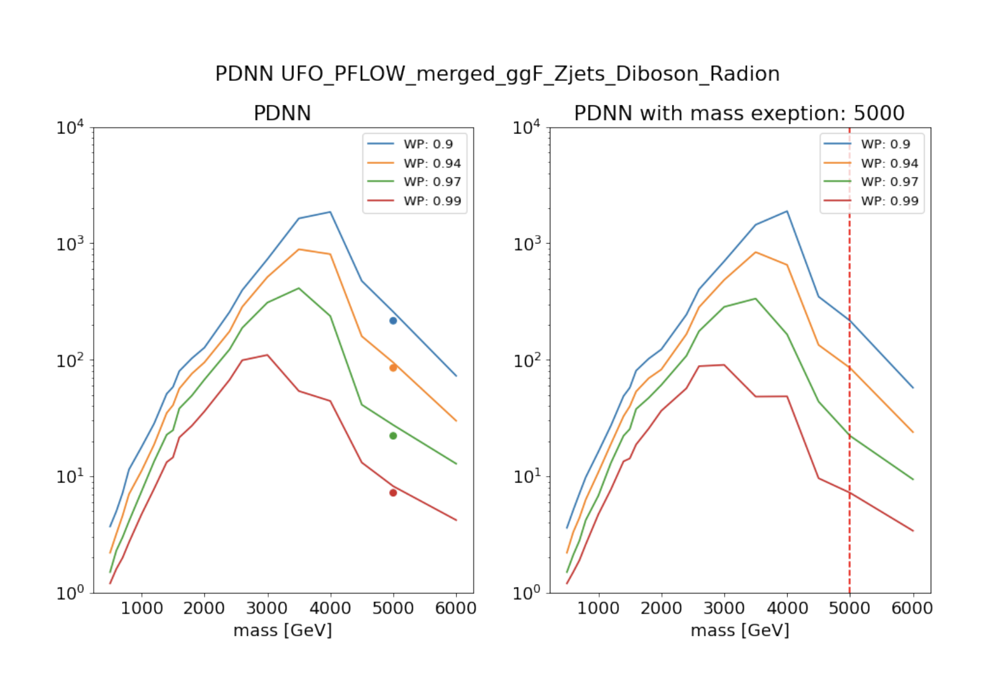 PDNN UFO_PFLOW_merged_ggF_Zjets_Diboson_Radion
PDNN
10⁴
10³
10²
10¹
10⁰
WP: 0.9
WP: 0.94
WP: 0.97
WP: 0.99
1000 2000 3000 4000 5000 6000
mass [GeV]
PDNN with mass exeption: 5000
10⁴
10³
10²
10¹
10⁰
WP: 0.9
WP: 0.94
WP: 0.97
WP: 0.99
1000 2000 3000 4000 5000 6000
mass [GeV]